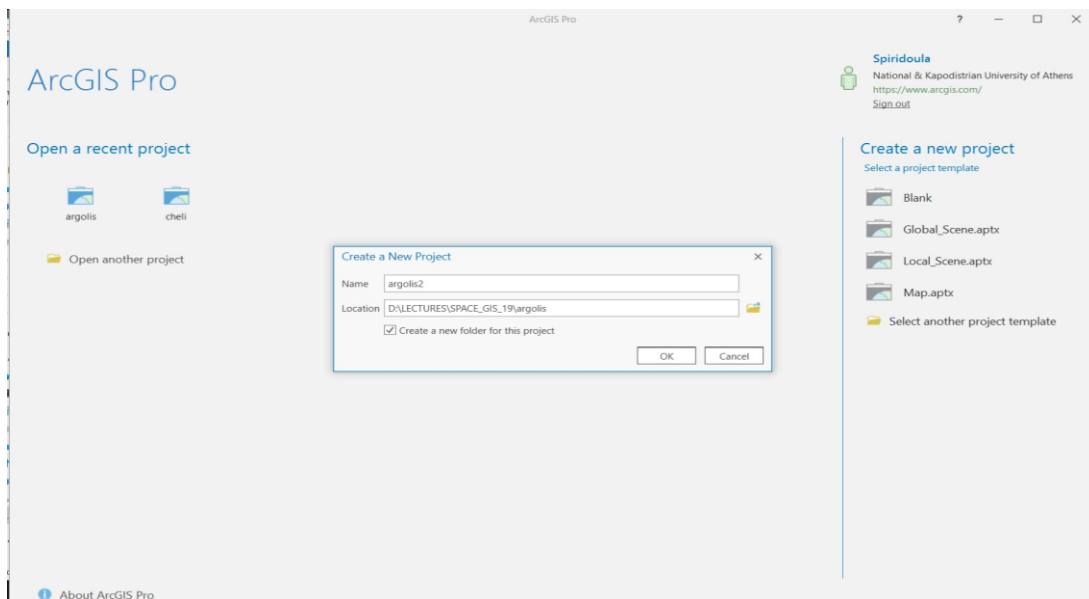 ArcGIS Pro
?
ArcGIS Pro
Spiridoula
National & Kapodistrian University of Athens
https://www.arcgis.com/
Sign out
Open a recent project
argolis
cheli
Open another project
Create a New Project
Name argolis2
Location D:\LECTURES\SPACE_GIS_19\argolis
Create a new folder for this project
OK Cancel
Create a new project
Select a project template
Blank
Global_Scene.aptx
Local_Scene.aptx
Map.aptx
Select another project template
About ArcGIS Pro